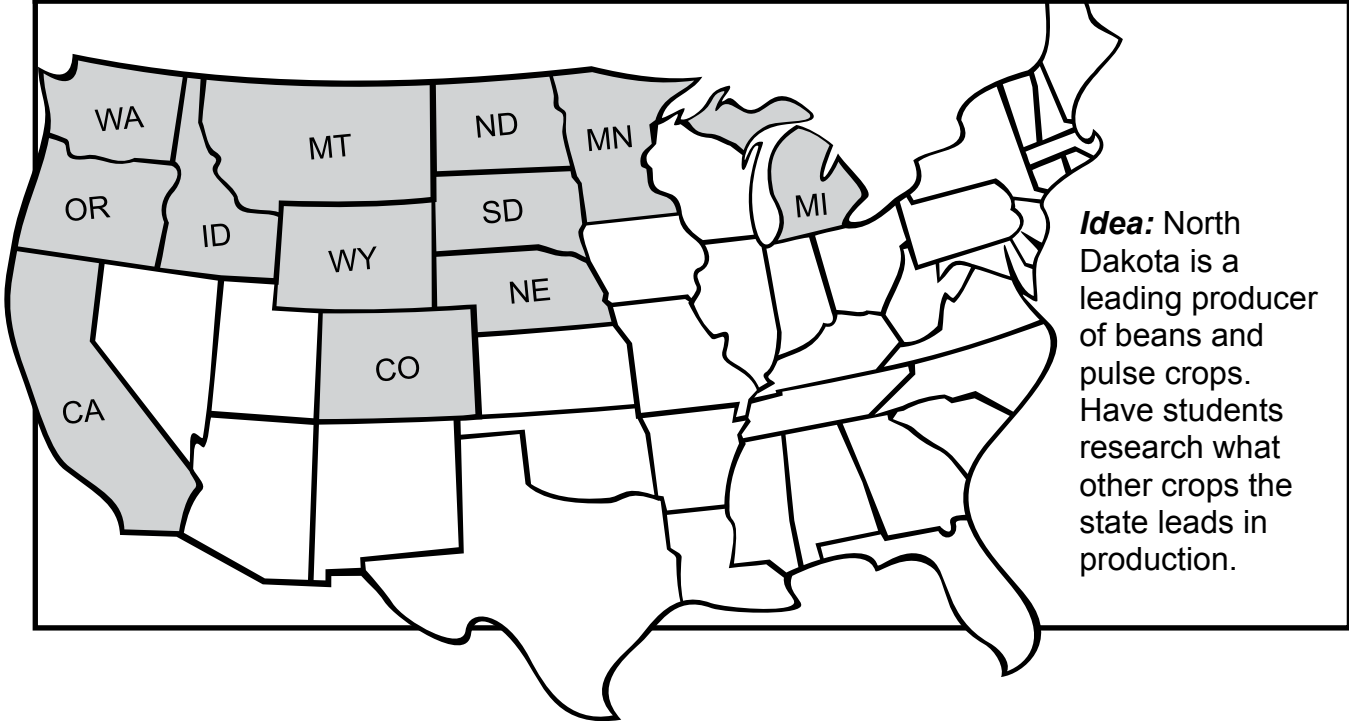 WA
MT
ND
MN
OR
ID
SD
MI
WY
NE
CO
CA
Idea: North
Dakota is a
leading producer
of beans and
pulse crops.
Have students
research what
other crops the
state leads in
production.